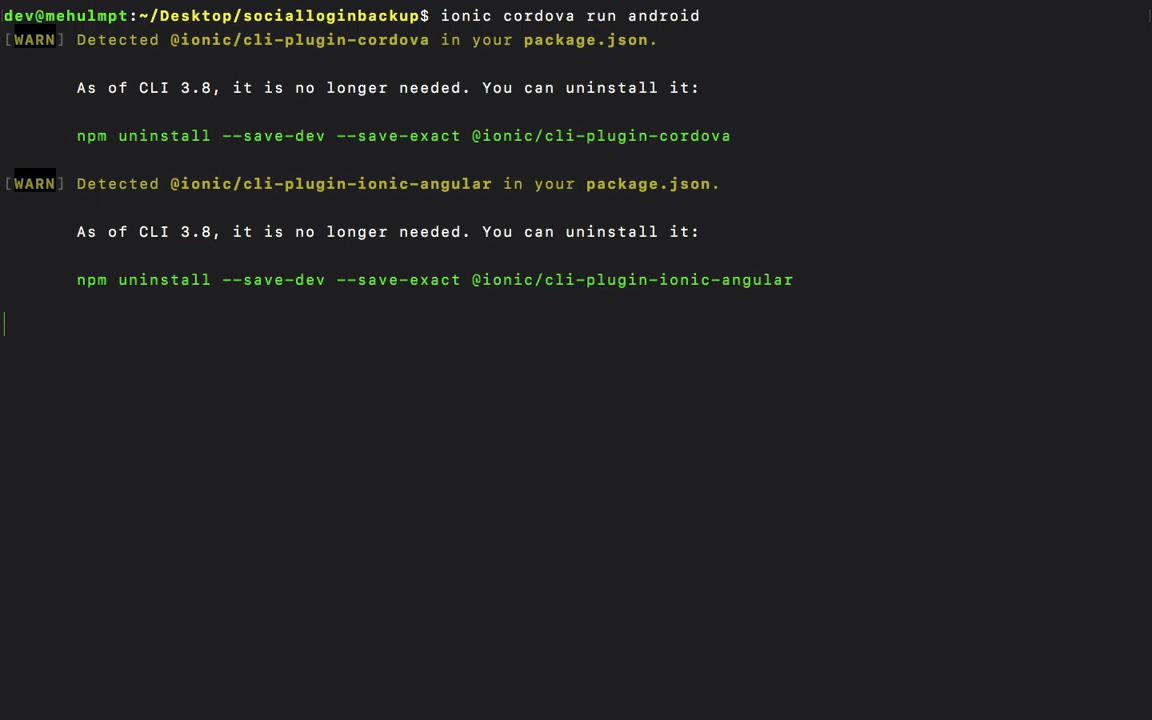 dev@mehulmpt:~/Desktop/socialloginbackup$ ionic cordova run android
[WARN] Detected @ionic/cli-plugin-cordova in your package.json.
As of CLI 3.8, it is no longer needed. You can uninstall it:
npm uninstall --save-dev --save-exact @ionic/cli-plugin-cordova
[WARN] Detected @ionic/cli-plugin-ionic-angular in your package.json.
As of CLI 3.8, it is no longer needed. You can uninstall it:
npm uninstall --save-dev --save-exact @ionic/cli-plugin-ionic-angular